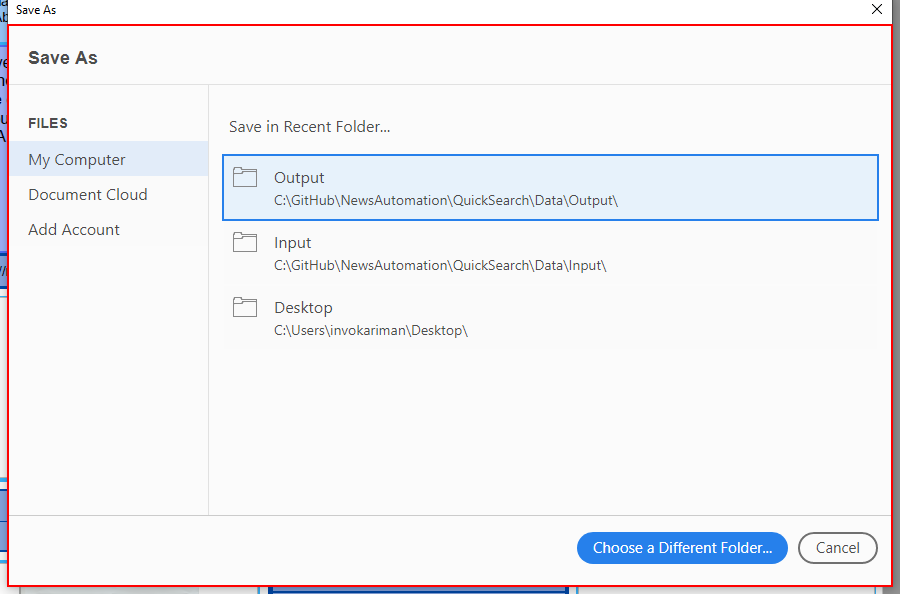 Save As
Save As
FILES
My Computer
Document Cloud
Add Account
Save in Recent Folder...
Output
C:\GitHub\NewsAutomation\QuickSearch\Data\Output\
Input
C:\GitHub\NewsAutomation\QuickSearch\Data\Input\
Desktop
C:\Users\invokariman\Desktop\
Choose a Different Folder...
Cancel